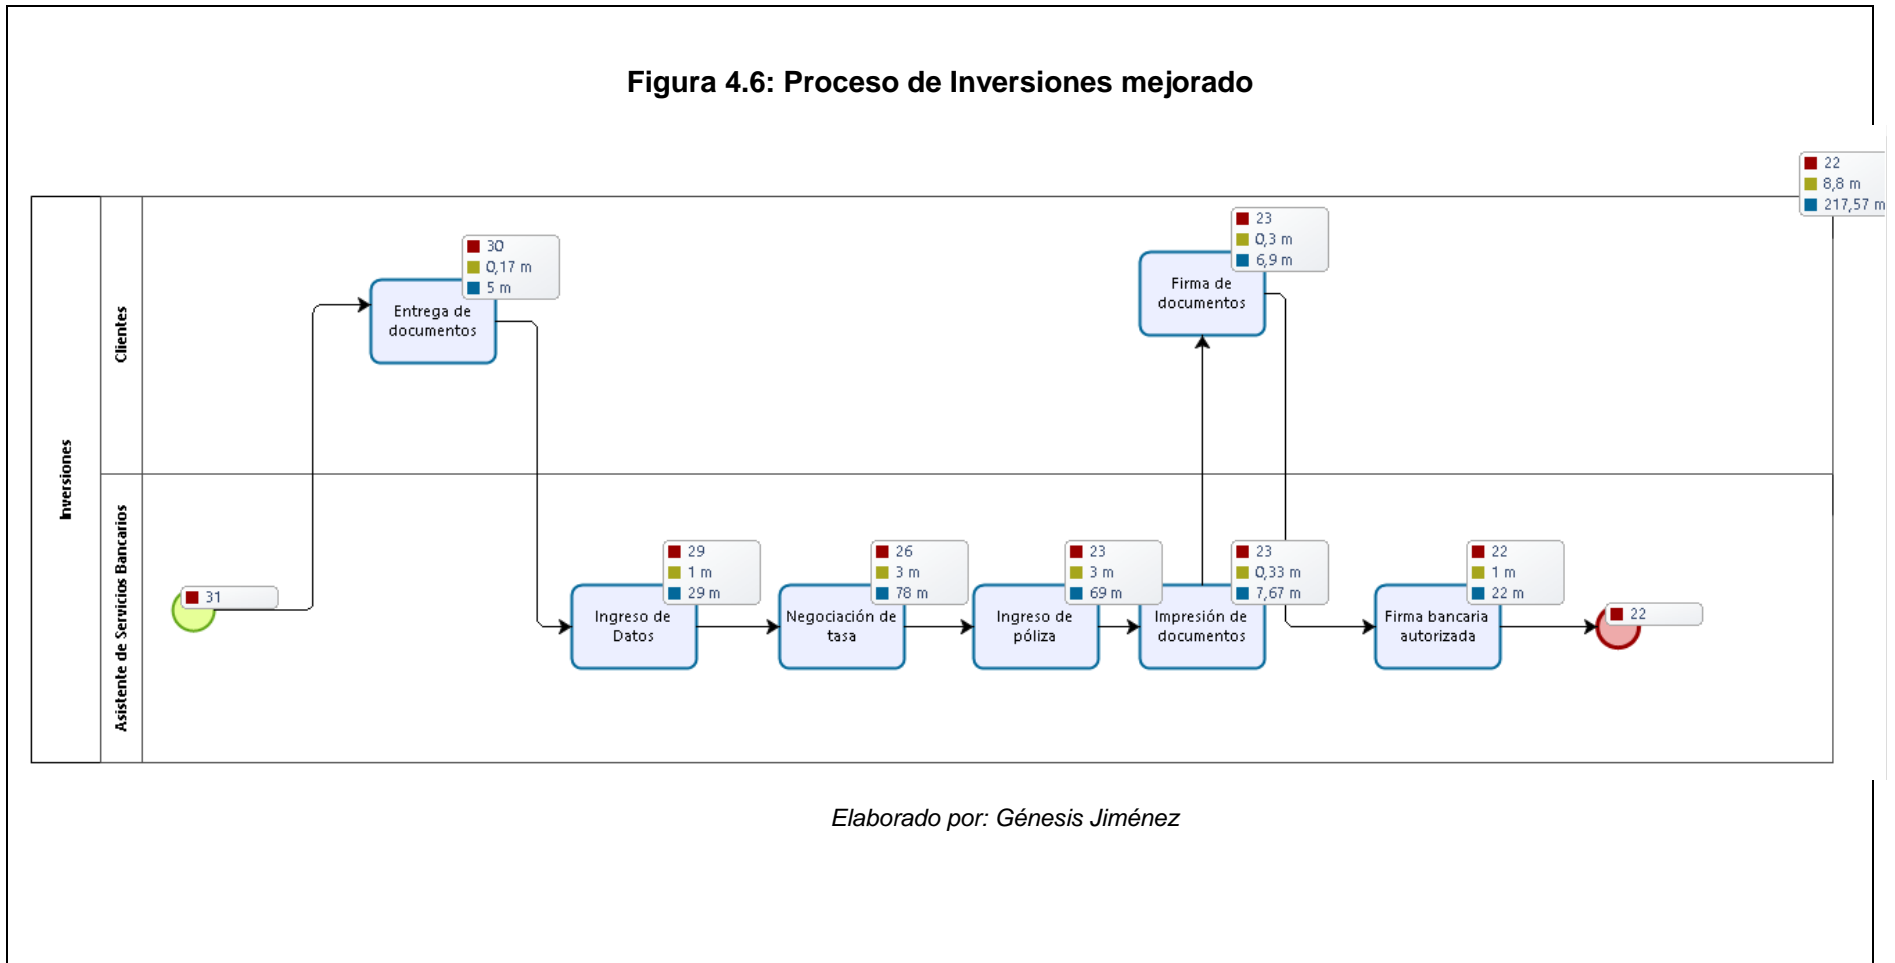 Figura 4.6: Proceso de Inversiones mejorado
22
8,8 m
217,57 m
Inversiones
Clientes
30
0,17 m
5 m
Entrega de
documentos
23
0,3 m
6,9 m
Firma de
documentos
Asistente de Servicios Bancarios
31
29
1 m
29 m
Ingreso de
Datos
26
3 m
78 m
Negociación de
tasa
23
3 m
69 m
Ingreso de
póliza
23
0,33 m
7,67 m
Impresión de
documentos
22
1 m
22 m
Firma bancaria
autorizada
22
Elaborado por: Génesis Jiménez